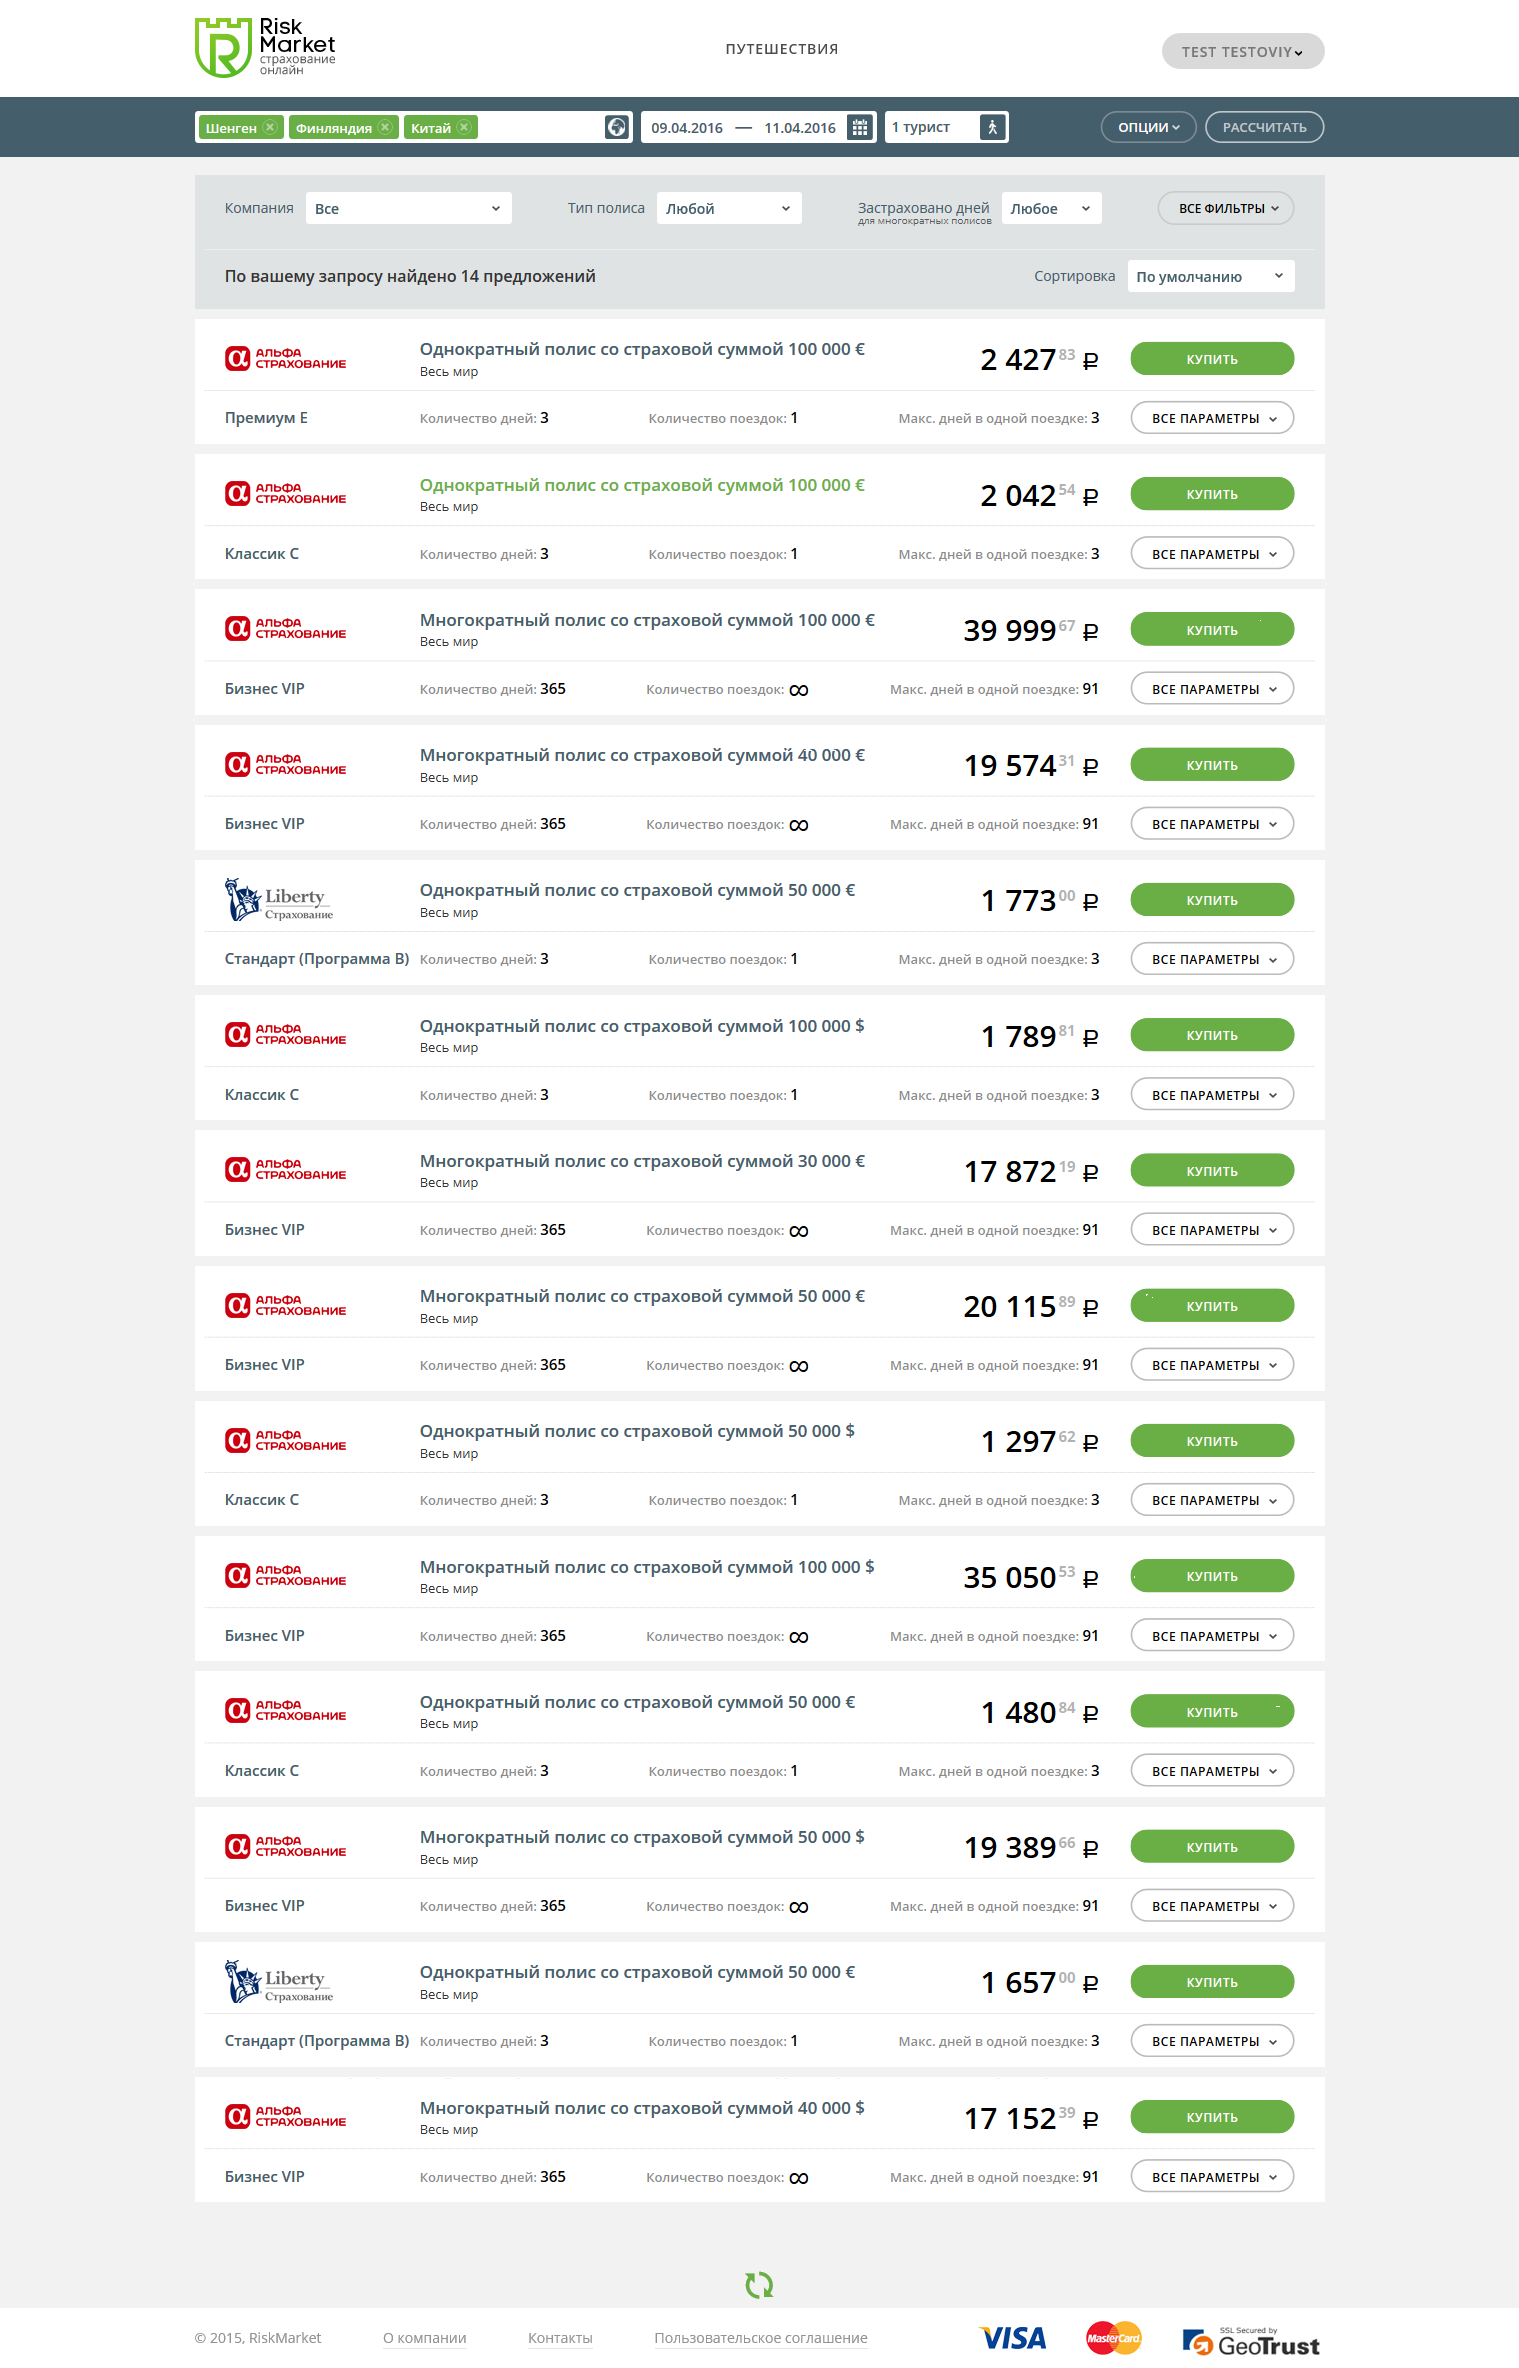 Risk
Market
страхование
онлайн
ПУТЕШЕСТВИЯ
TEST TESTOVIY
Шенген Финляндия Китай 09.04.2016 — 11.04.2016 1 турист ОПЦИИ РАССЧИТАТЬ
Компания Все Тип полиса Любой Застраховано дней Любое ВСЕ ФИЛЬТРЫ
для многократных полисов
По вашему запросу найдено 14 предложений Сортировка По умолчанию
АЛЬФА СТРАХОВАНИЕ Однократный полис со страховой суммой 100 000 € 2 427 83 ₽ КУПИТЬ
Весь мир
Премиум E Количество дней: 3 Количество поездок: 1 Макс. дней в одной поездке: 3 ВСЕ ПАРАМЕТРЫ
АЛЬФА СТРАХОВАНИЕ Однократный полис со страховой суммой 100 000 € 2 042 54 ₽ КУПИТЬ
Весь мир
Классик C Количество дней: 3 Количество поездок: 1 Макс. дней в одной поездке: 3 ВСЕ ПАРАМЕТРЫ
АЛЬФА СТРАХОВАНИЕ Многократный полис со страховой суммой 100 000 € 39 999 67 ₽ КУПИТЬ
Весь мир
Бизнес VIP Количество дней: 365 Количество поездок: ∞ Макс. дней в одной поездке: 91 ВСЕ ПАРАМЕТРЫ
АЛЬФА СТРАХОВАНИЕ Многократный полис со страховой суммой 40 000 € 19 574 31 ₽ КУПИТЬ
Весь мир
Бизнес VIP Количество дней: 365 Количество поездок: ∞ Макс. дней в одной поездке: 91 ВСЕ ПАРАМЕТРЫ
Liberty Страхование Однократный полис со страховой суммой 50 000 € 1 773 00 ₽ КУПИТЬ
Весь мир
Стандарт (Программа B) Количество дней: 3 Количество поездок: 1 Макс. дней в одной поездке: 3 ВСЕ ПАРАМЕТРЫ
АЛЬФА СТРАХОВАНИЕ Однократный полис со страховой суммой 100 000 $ 1 789 81 ₽ КУПИТЬ
Весь мир
Классик C Количество дней: 3 Количество поездок: 1 Макс. дней в одной поездке: 3 ВСЕ ПАРАМЕТРЫ
АЛЬФА СТРАХОВАНИЕ Многократный полис со страховой суммой 30 000 € 17 872 19 ₽ КУПИТЬ
Весь мир
Бизнес VIP Количество дней: 365 Количество поездок: ∞ Макс. дней в одной поездке: 91 ВСЕ ПАРАМЕТРЫ
АЛЬФА СТРАХОВАНИЕ Многократный полис со страховой суммой 50 000 € 20 115 89 ₽ КУПИТЬ
Весь мир
Бизнес VIP Количество дней: 365 Количество поездок: ∞ Макс. дней в одной поездке: 91 ВСЕ ПАРАМЕТРЫ
АЛЬФА СТРАХОВАНИЕ Однократный полис со страховой суммой 50 000 $ 1 297 62 ₽ КУПИТЬ
Весь мир
Классик C Количество дней: 3 Количество поездок: 1 Макс. дней в одной поездке: 3 ВСЕ ПАРАМЕТРЫ
АЛЬФА СТРАХОВАНИЕ Многократный полис со страховой суммой 100 000 $ 35 050 53 ₽ КУПИТЬ
Весь мир
Бизнес VIP Количество дней: 365 Количество поездок: ∞ Макс. дней в одной поездке: 91 ВСЕ ПАРАМЕТРЫ
АЛЬФА СТРАХОВАНИЕ Однократный полис со страховой суммой 50 000 € 1 480 84 ₽ КУПИТЬ
Весь мир
Классик C Количество дней: 3 Количество поездок: 1 Макс. дней в одной поездке: 3 ВСЕ ПАРАМЕТРЫ
АЛЬФА СТРАХОВАНИЕ Многократный полис со страховой суммой 50 000 $ 19 389 66 ₽ КУПИТЬ
Весь мир
Бизнес VIP Количество дней: 365 Количество поездок: ∞ Макс. дней в одной поездке: 91 ВСЕ ПАРАМЕТРЫ
Liberty Страхование Однократный полис со страховой суммой 50 000 € 1 657 00 ₽ КУПИТЬ
Весь мир
Стандарт (Программа B) Количество дней: 3 Количество поездок: 1 Макс. дней в одной поездке: 3 ВСЕ ПАРАМЕТРЫ
АЛЬФА СТРАХОВАНИЕ Многократный полис со страховой суммой 40 000 $ 17 152 39 ₽ КУПИТЬ
Весь мир
Бизнес VIP Количество дней: 365 Количество поездок: ∞ Макс. дней в одной поездке: 91 ВСЕ ПАРАМЕТРЫ
© 2015, RiskMarket О компании Контакты Пользовательское соглашение VISA MasterCard SSL Secured by GeoTrust